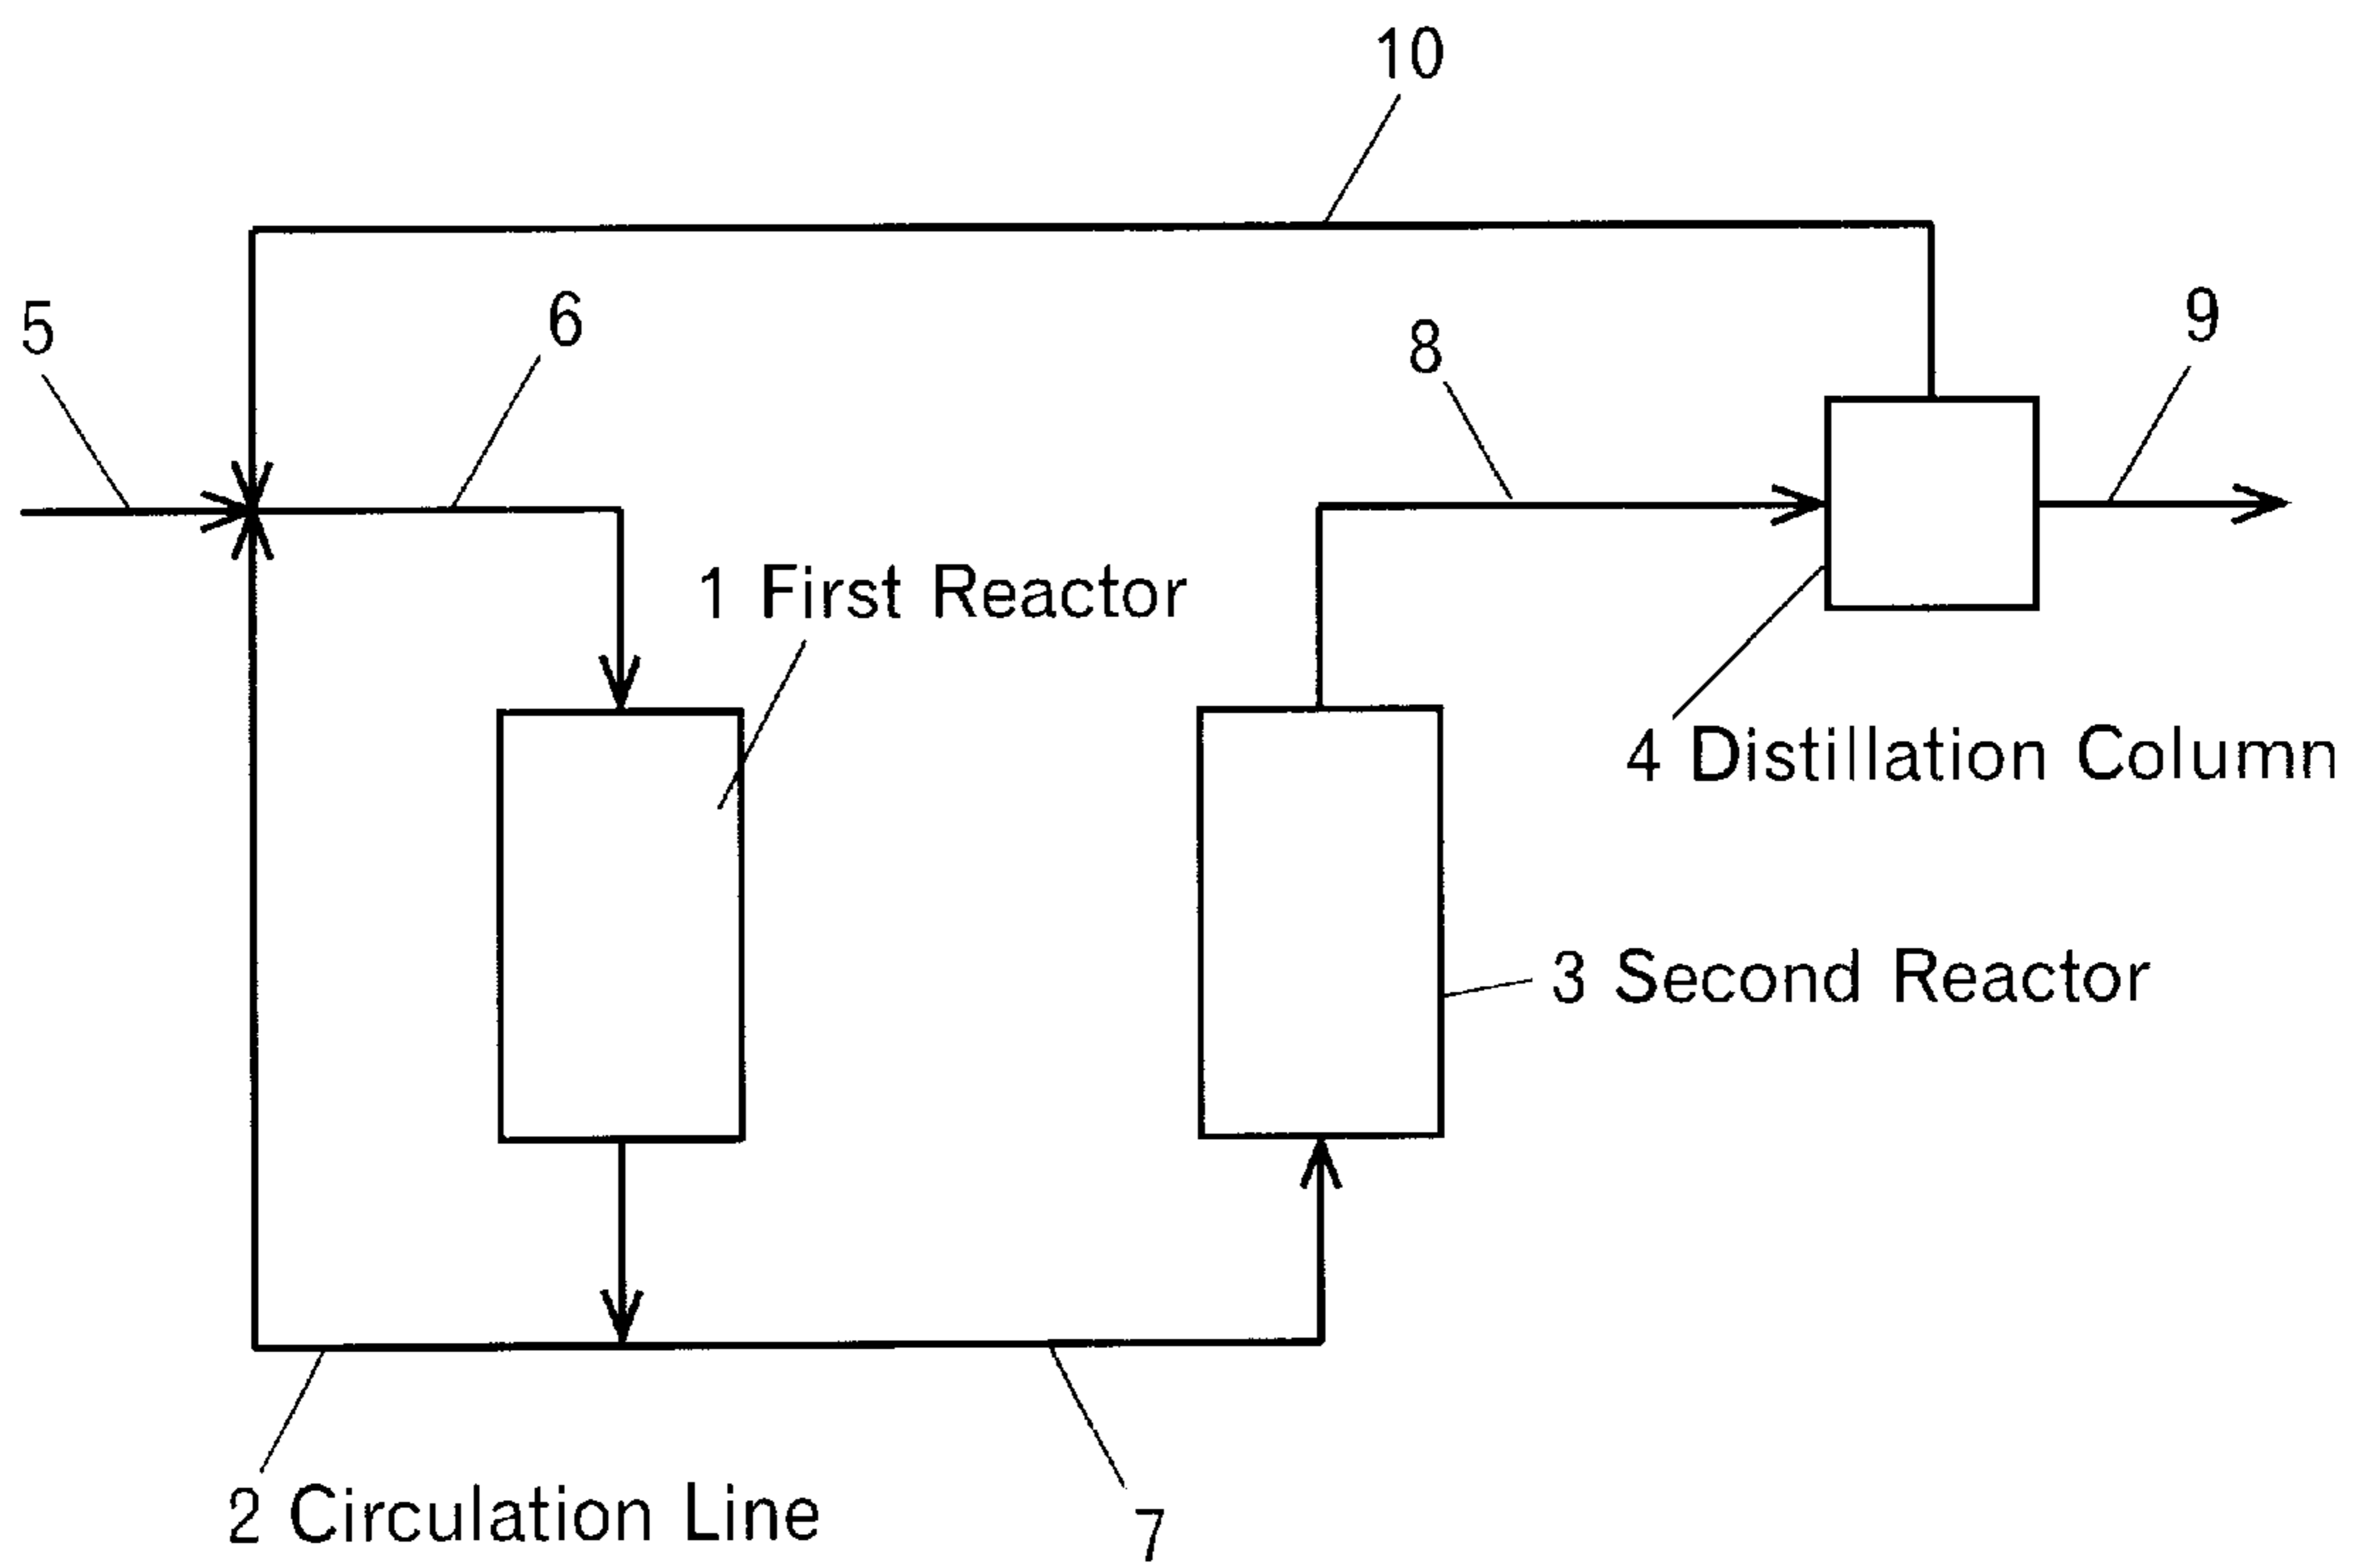 10
5
6
8
9
1 First Reactor
4 Distillation Column
3 Second Reactor
2 Circulation Line
7